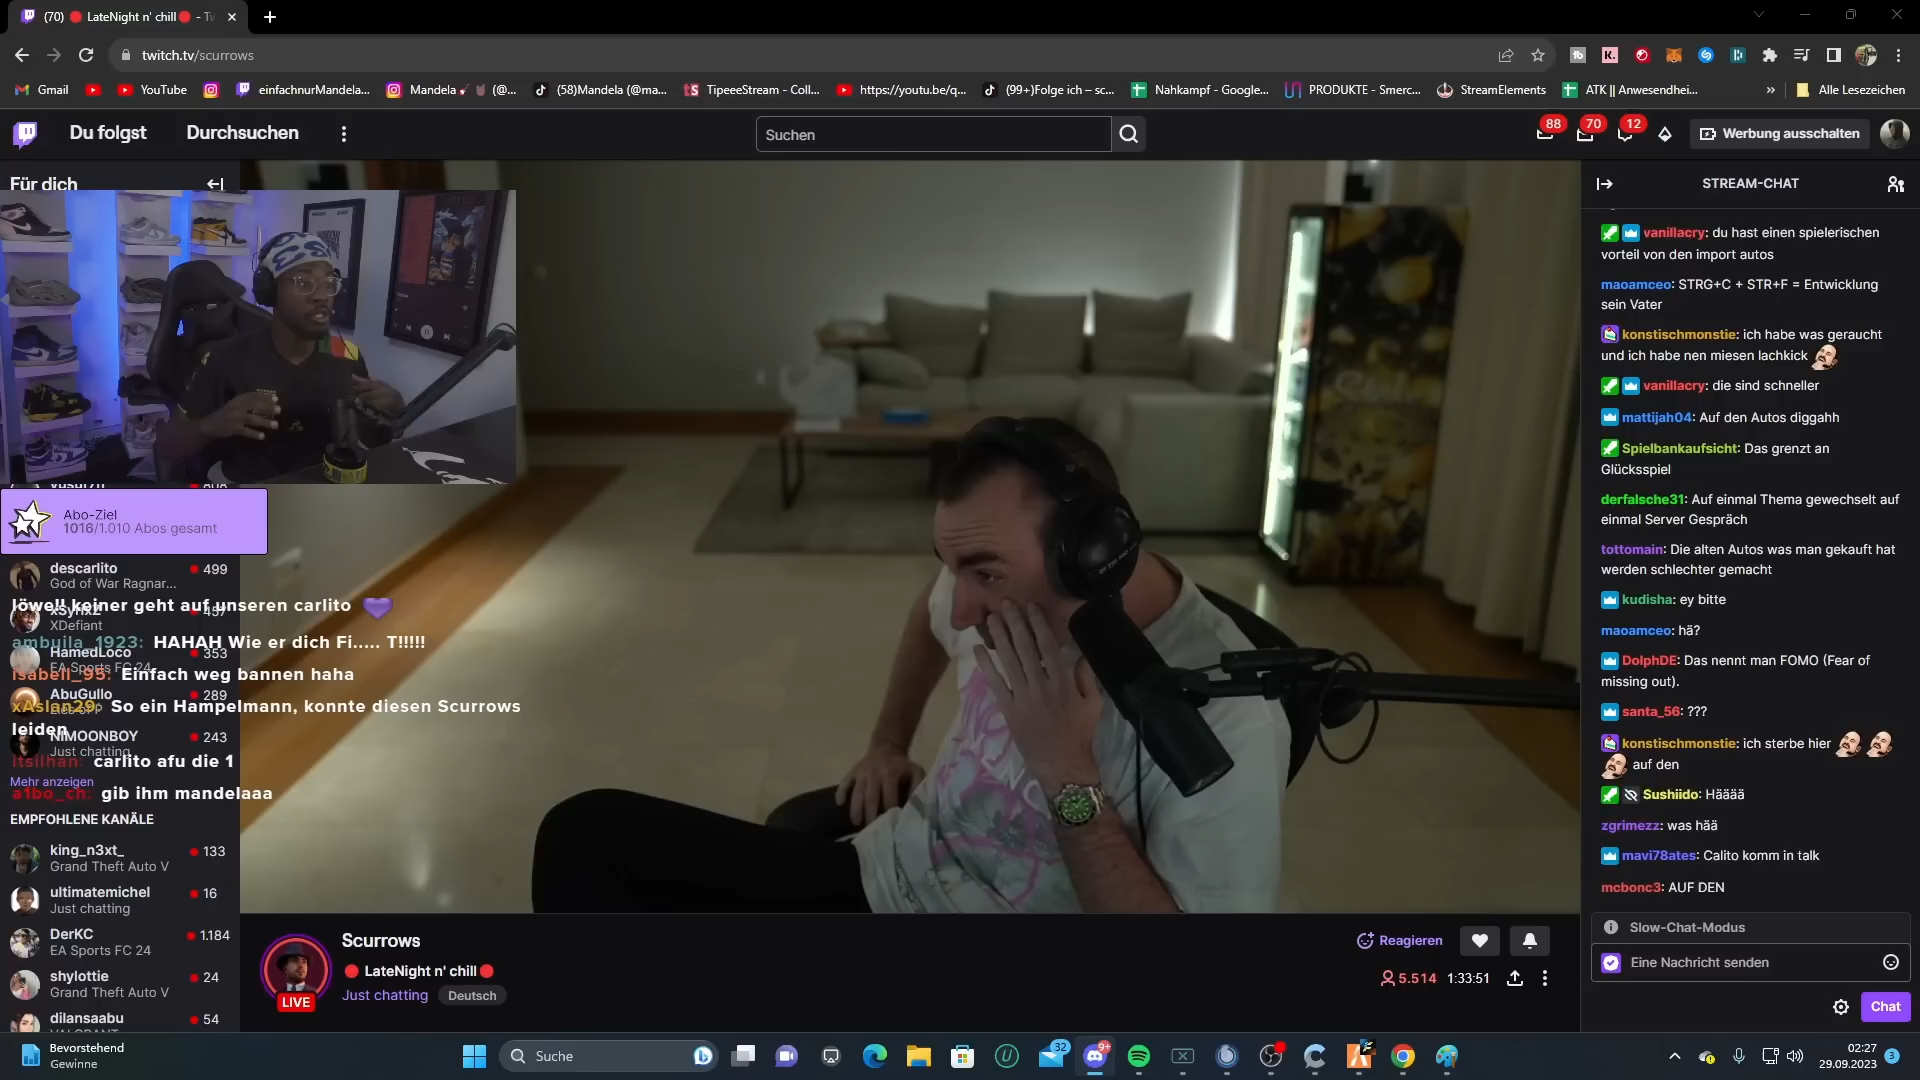 (70) 🔴 LateNight n' chill🔴 - Tw
twitch.tv/scurrows
Gmail
YouTube
einfachnurMandela...
Mandela
(@...
(58)Mandela (@ma...
TipeeeStream - Coll...
https://youtu.be/q...
(99+)Folge ich – sc...
Nahkampf - Google...
PRODUKTE - Smerc...
StreamElements
ATK || Anwesendhei...
»
Alle Lesezeichen
Du folgst
Durchsuchen
Suchen
88
70
12
Werbung ausschalten
Für dich
STREAM-CHAT
vanillacry: du hast einen spielerischen
vorteil von den import autos
maoamceo: STRG+C + STR+F = Entwicklung
sein Vater
konstischmonstie: ich habe was geraucht
und ich habe nen miesen lachkick
vanillacry: die sind schneller
mattijah04: Auf den Autos diggahh
Spielbankaufsicht: Das grenzt an
Glücksspiel
derfalsche31: Auf einmal Thema gewechselt auf
einmal Server Gespräch
tottomain: Die alten Autos was man gekauft hat
werden schlechter gemacht
kudisha: ey bitte
maoamceo: hä?
DolphDE: Das nennt man FOMO (Fear of
missing out).
santa_56: ???
konstischmonstie: ich sterbe hier
auf den
Sushiido: Hääää
zgrimezz: was hää
mavi78ates: Calito komm in talk
mcbonc3: AUF DEN
Slow-Chat-Modus
Eine Nachricht senden
Chat
Abo-Ziel
1016/1.010 Abos gesamt
descarlito
499
God of War Ragnar...
löwe!! keiner geht auf unseren carlito 💜
XDefiant
ambuila_1923: HAHAH Wie er dich Fi..... T!!!!!
HamedLoco
353
EA Sports FC 24
isabell_95: Einfach weg bannen haha
AbuGullo
289
xAslan29: So ein Hampelmann, konnte diesen Scurrows
leiden
NIMOONBOY
243
Just chatting
itsilhan: carlito afu die 1
Mehr anzeigen
a1bo_ch: gib ihm mandelaaa
EMPFOHLENE KANÄLE
king_n3xt_
133
Grand Theft Auto V
ultimatemichel
16
Just chatting
DerKC
1.184
EA Sports FC 24
shylottie
24
Grand Theft Auto V
dilansaabu
54
Scurrows
🔴 LateNight n' chill🔴
Just chatting
Deutsch
LIVE
Reagieren
5.514
1:33:51
Bevorstehend
Gewinne
Suche
32
9+
02:27
29.09.2023
3